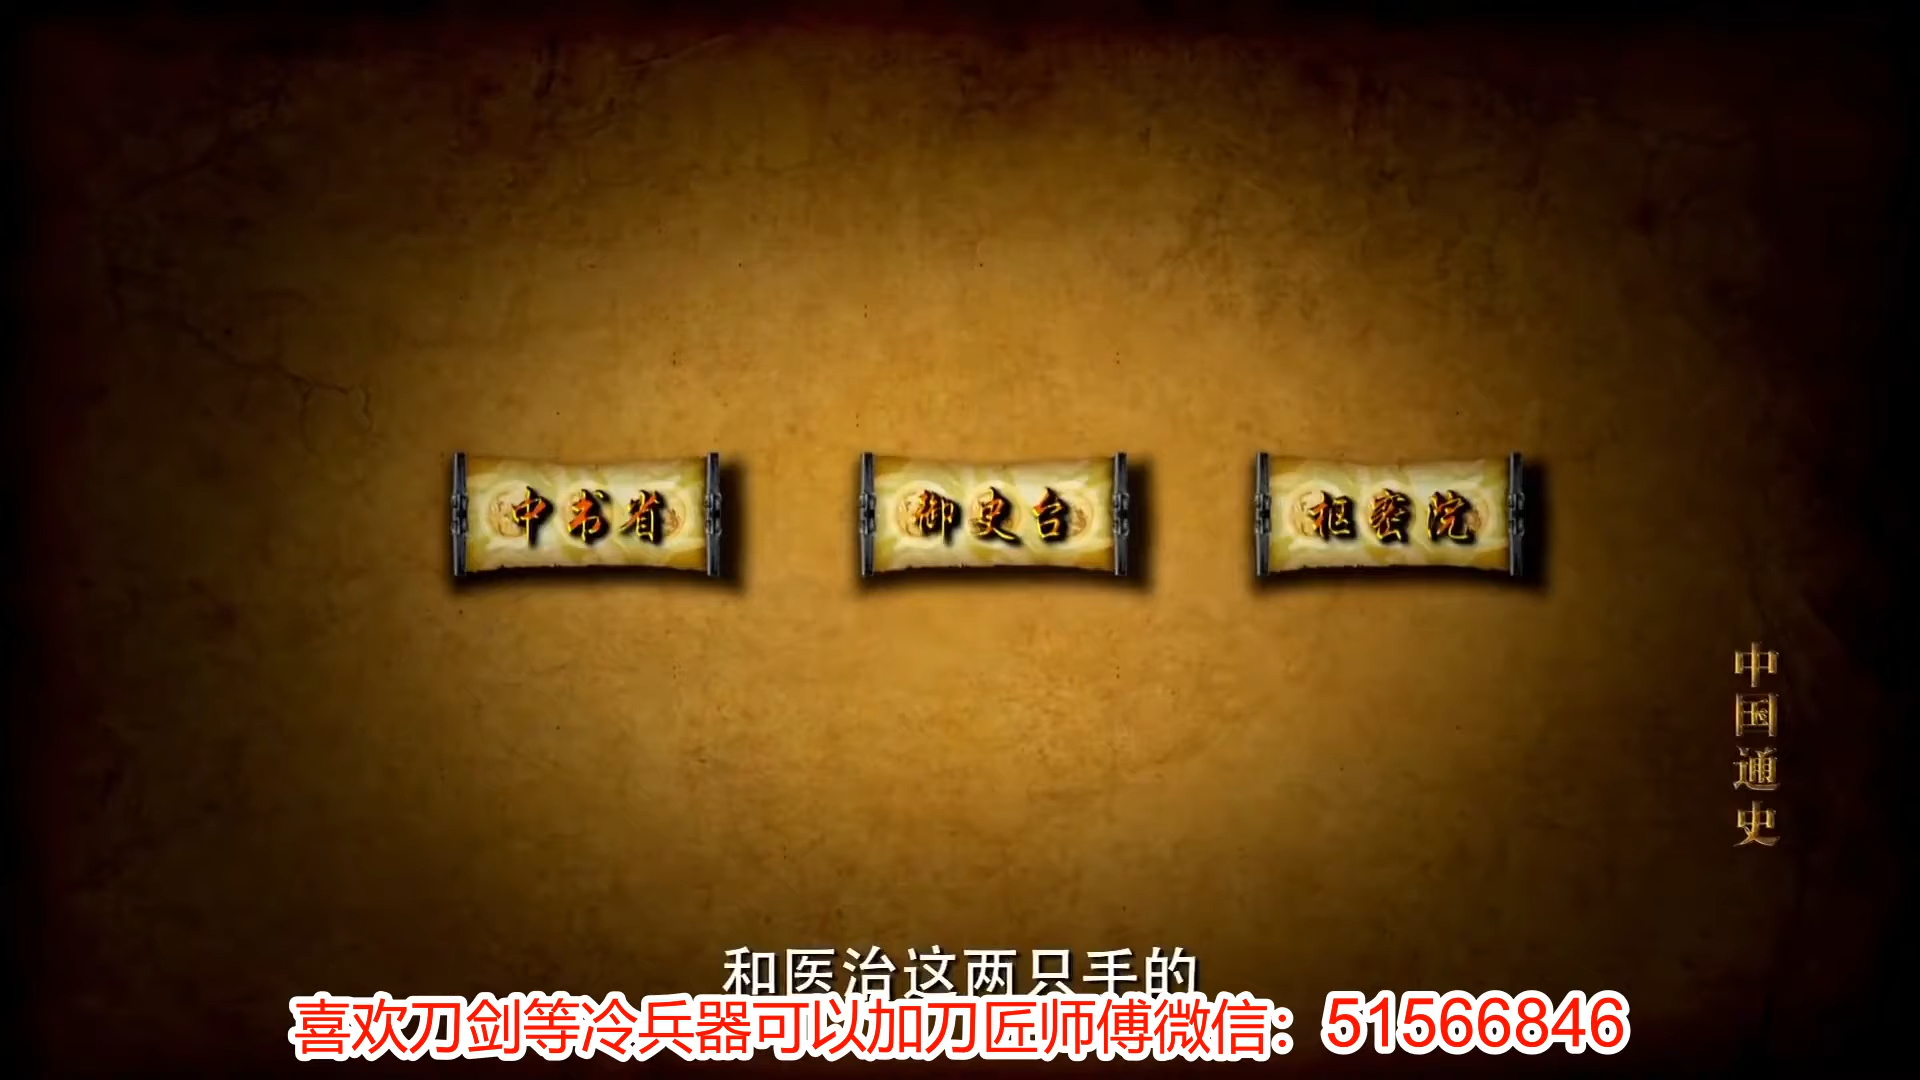 中书省
御史台
枢密院
中国通史
和医治这两只手的
喜欢刀剑等冷兵器可以加刀匠师傅微信：51566846